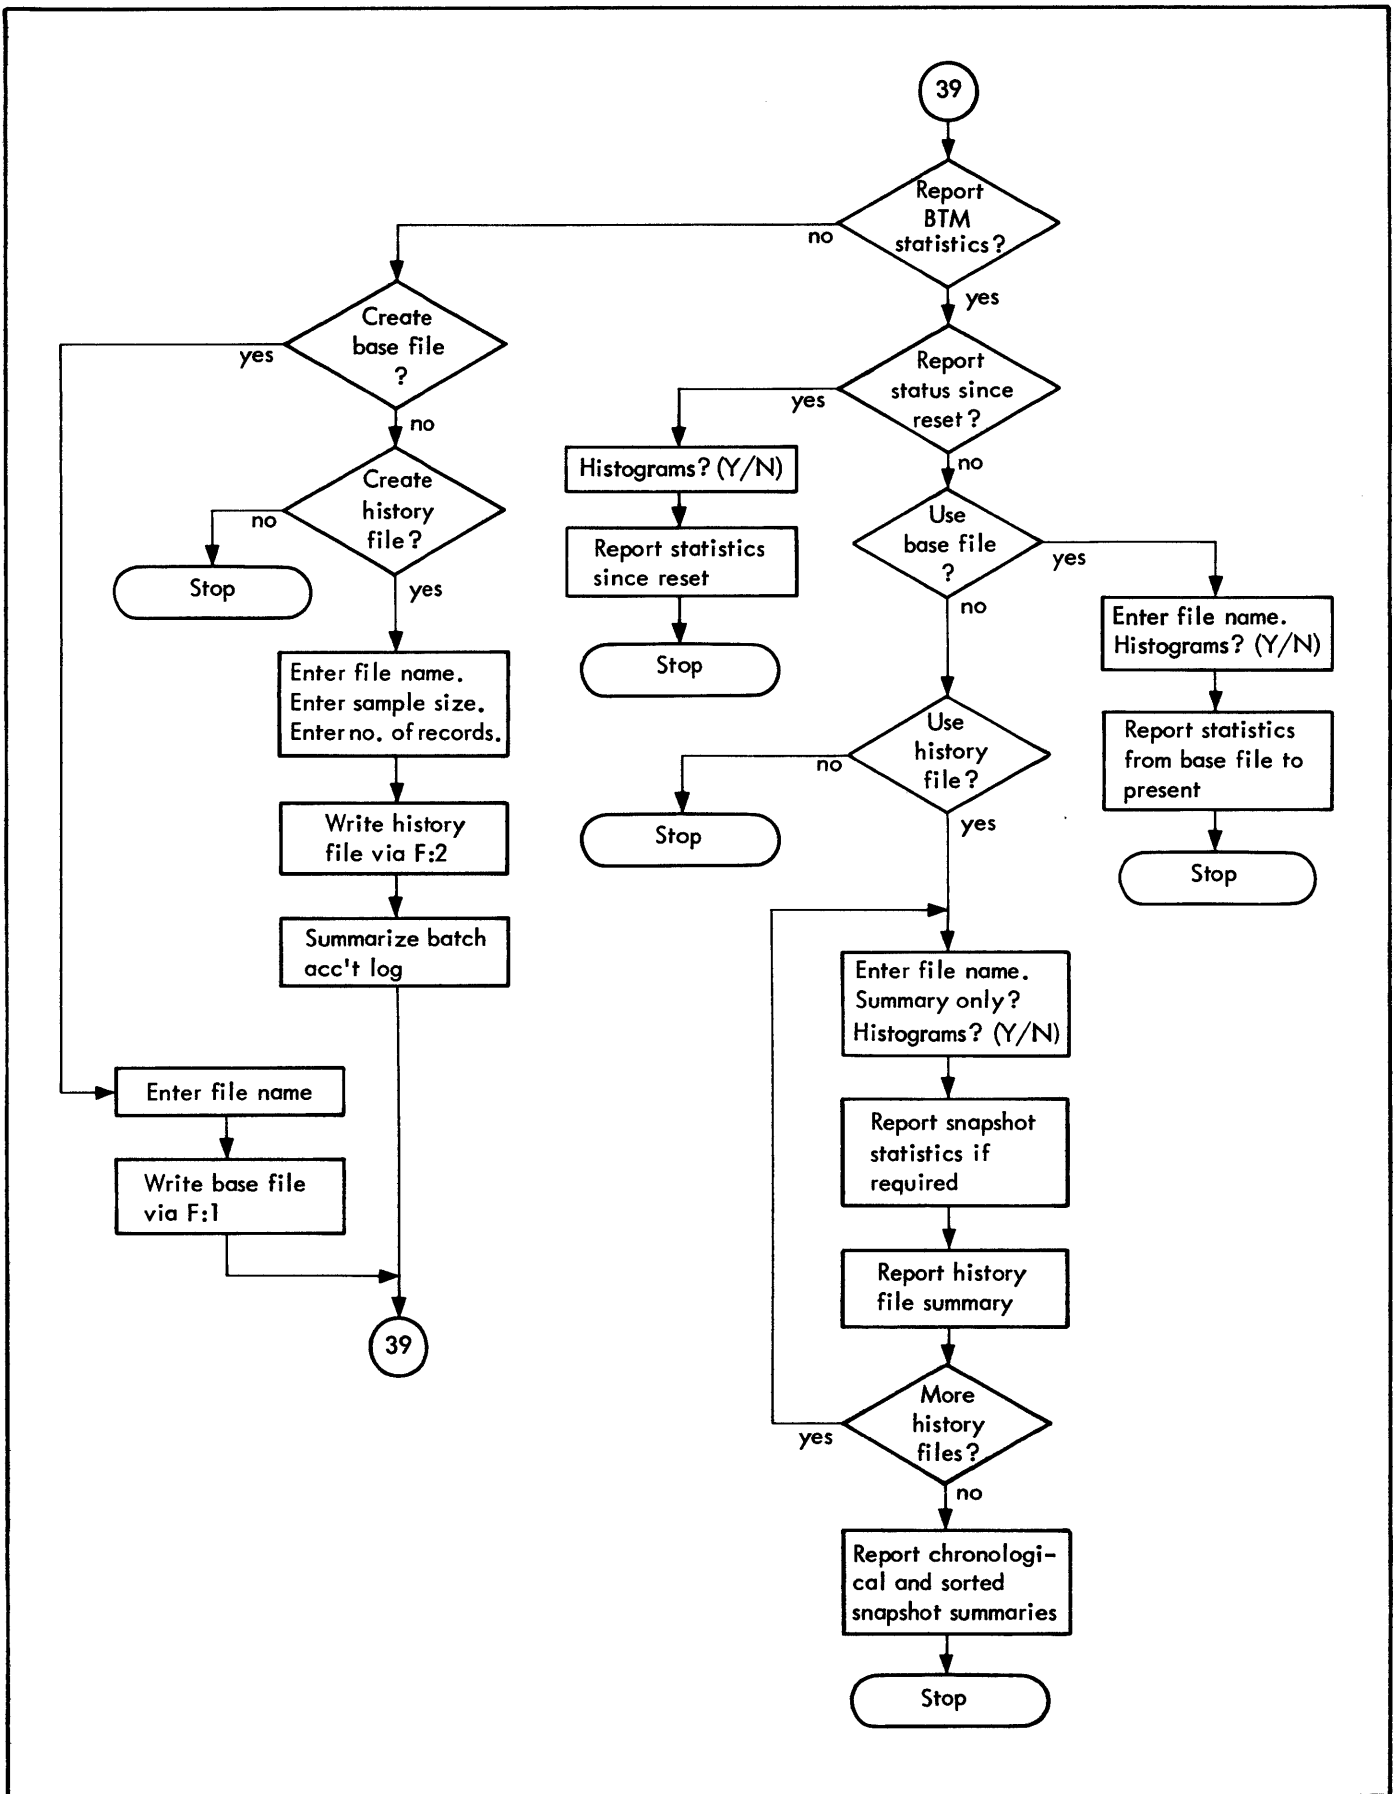 39
Report
BTM
statistics?
no
yes
Create
base file
?
yes
no
Report
status since
reset?
yes
no
Histograms? (Y/N)
Report statistics
since reset
Stop
Create
history
file?
no
yes
Stop
Use
base file
?
yes
no
Enter file name.
Histograms? (Y/N)
Report statistics
from base file to
present
Stop
Enter file name.
Enter sample size.
Enter no. of records.
Write history
file via F:2
Summarize batch
acc't log
Use
history
file?
no
yes
Stop
Enter file name.
Summary only?
Histograms? (Y/N)
Report snapshot
statistics if
required
Report history
file summary
Enter file name
Write base file
via F:1
39
More
history
files?
yes
no
Report chronologi-
cal and sorted
snapshot summaries
Stop